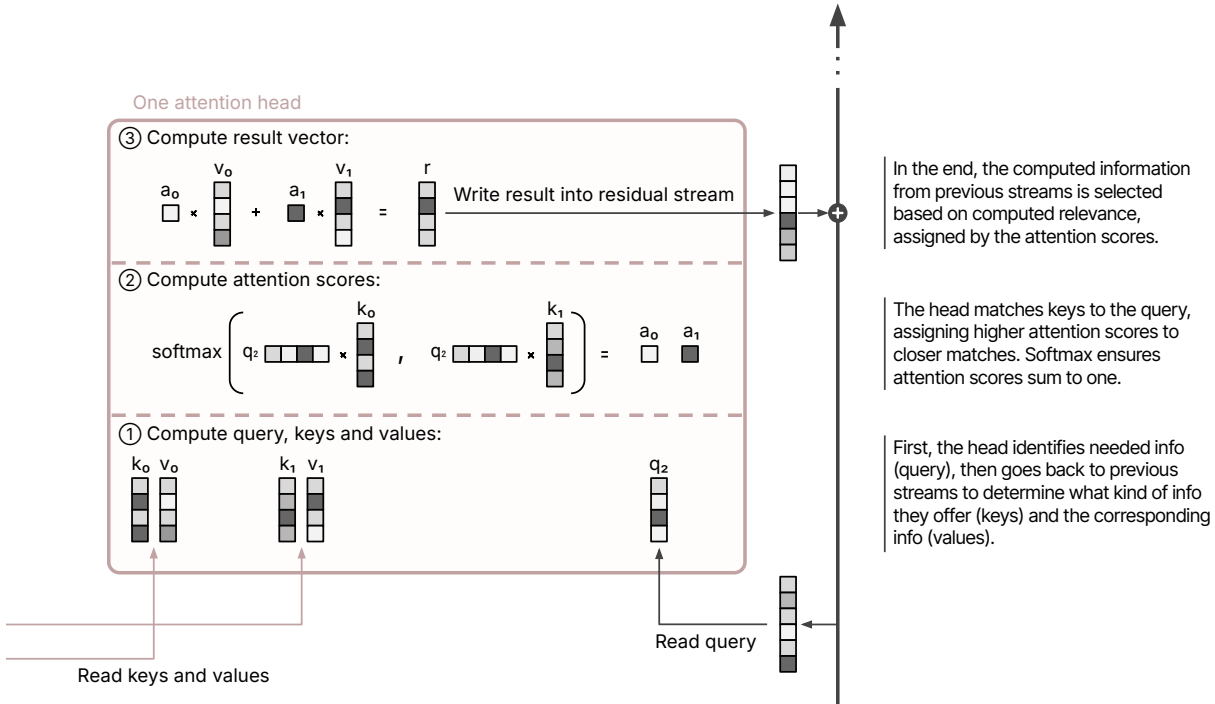 One attention head
③ Compute result vector:
a₀ × v₀ + a₁ × v₁ = r
Write result into residual stream
In the end, the computed information
from previous streams is selected
based on computed relevance,
assigned by the attention scores.
② Compute attention scores:
softmax ( q₂ × k₀ , q₂ × k₁ ) = a₀ a₁
The head matches keys to the query,
assigning higher attention scores to
closer matches. Softmax ensures
attention scores sum to one.
① Compute query, keys and values:
k₀ v₀ k₁ v₁ q₂
First, the head identifies needed info
(query), then goes back to previous
streams to determine what kind of info
they offer (keys) and the corresponding
info (values).
Read query
Read keys and values